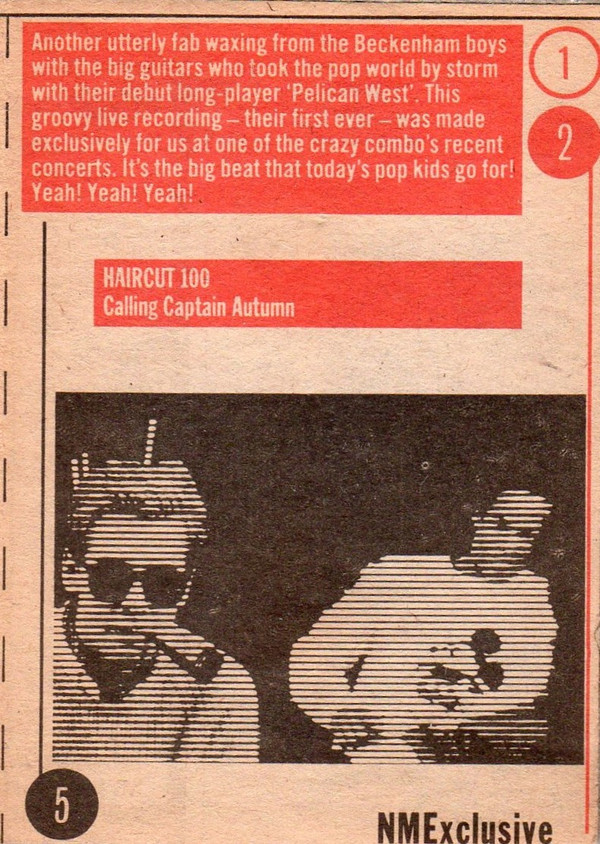 Another utterly fab waxing from the Beckenham boys
with the big guitars who took the pop world by storm
with their debut long-player ‘Pelican West’. This
groovy live recording – their first ever – was made
exclusively for us at one of the crazy combo's recent
concerts. It's the big beat that today's pop kids go for!
Yeah! Yeah! Yeah!
1
2
HAIRCUT 100
Calling Captain Autumn
5
NMExclusive